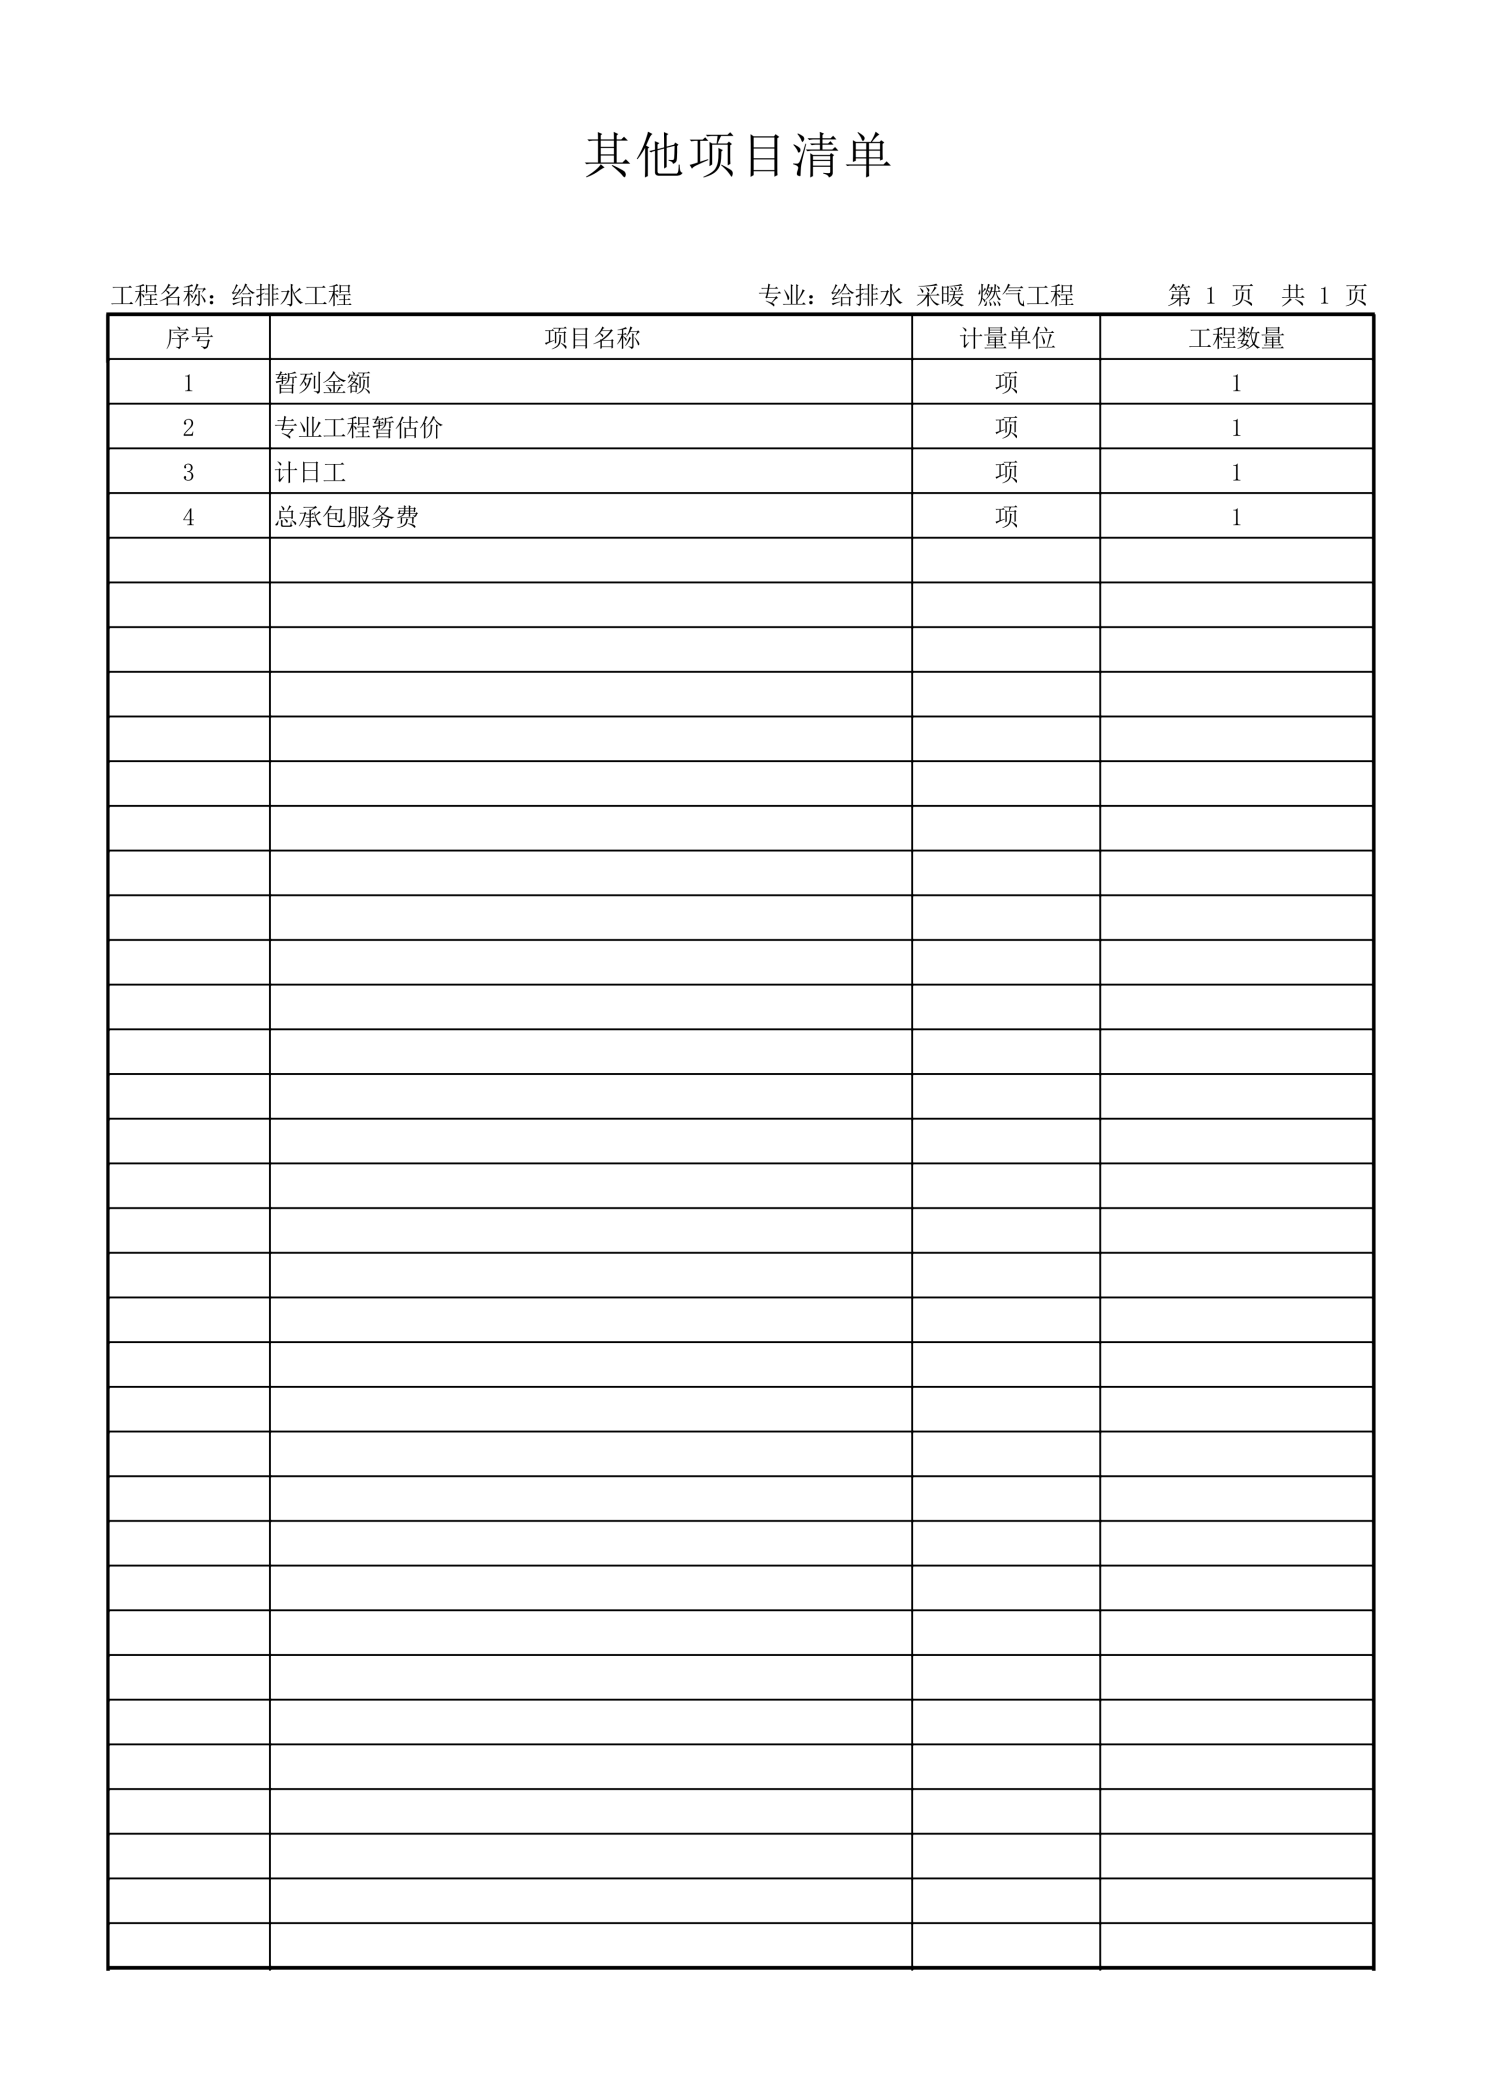 其他项目清单
工程名称：给排水工程 专业：给排水 采暖 燃气工程 第 1 页 共 1 页
序号 项目名称 计量单位 工程数量
1 暂列金额 项 1
2 专业工程暂估价 项 1
3 计日工 项 1
4 总承包服务费 项 1